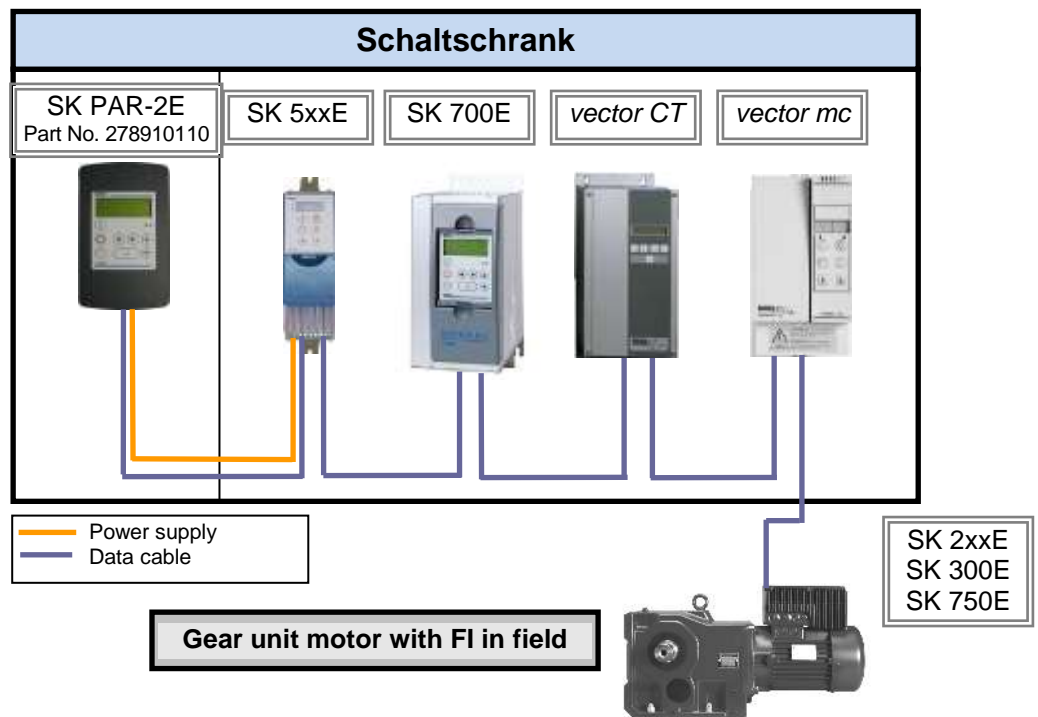 Schaltschrank
SK PAR-2E
Part No. 278910110
SK 5xxE
SK 700E
vector CT
vector mc
Power supply
Data cable
SK 2xxE
SK 300E
SK 750E
Gear unit motor with FI in field